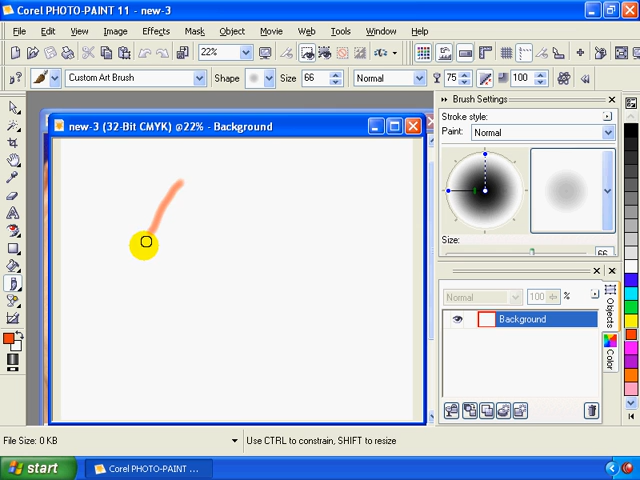 Corel PHOTO-PAINT 11 - new-3
File Edit View Image Effects Mask Object Movie Web Tools Window Help
22%
Custom Art Brush Shape Size 66 Normal 75 100
new-3 (32-Bit CMYK) @22% - Background
Brush Settings
Stroke style:
Paint: Normal
Size:
66
Normal 100 %
Background
Objects
Color
File Size: 0 KB Use CTRL to constrain, SHIFT to resize
start Corel PHOTO-PAINT ...